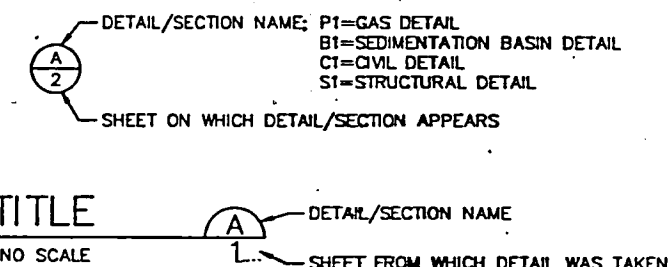 DETAIL/SECTION NAME: P1=GAS DETAIL
B1=SEDIMENTATION BASIN DETAIL
C1=CIVIL DETAIL
S1=STRUCTURAL DETAIL
A
2
SHEET ON WHICH DETAIL/SECTION APPEARS
TITLE
A
DETAIL/SECTION NAME
NO SCALE
1
SHEET FROM WHICH DETAIL WAS TAKEN